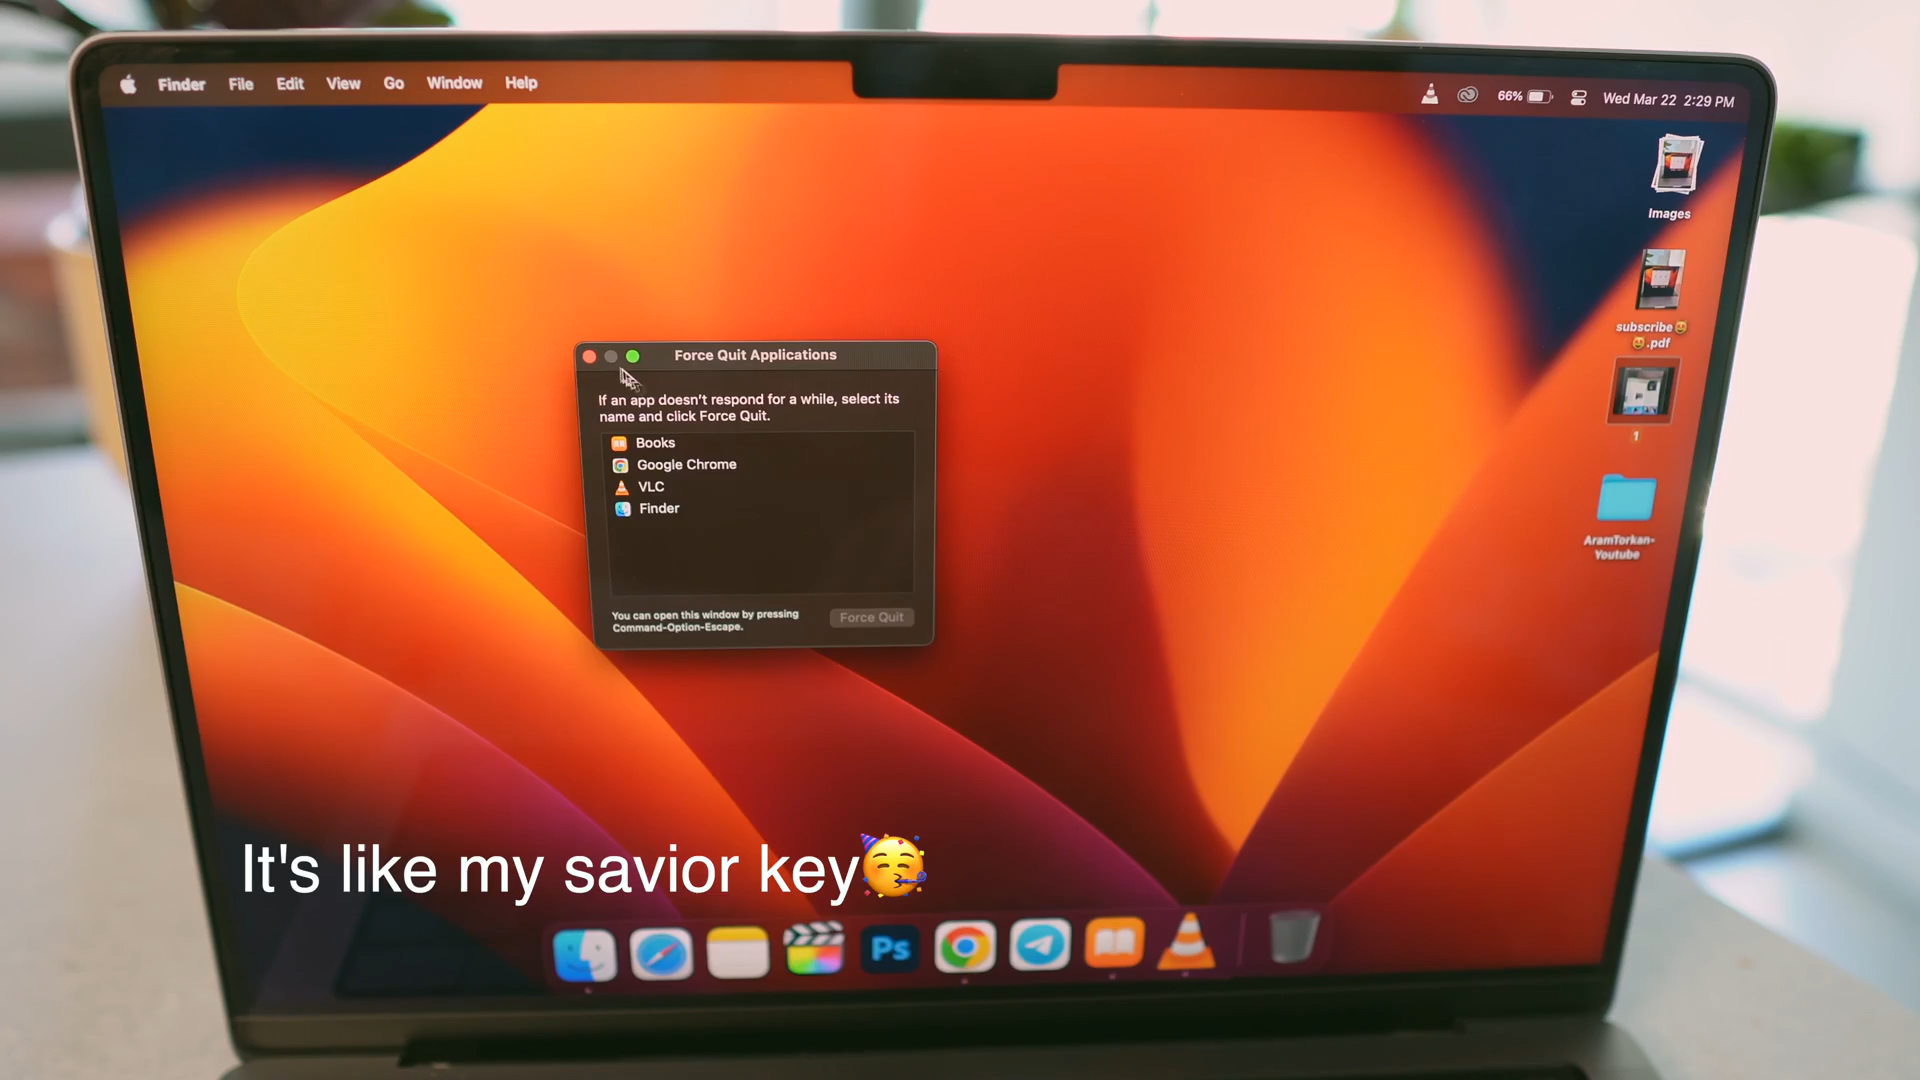 Finder File Edit View Go Window Help
66% Wed Mar 22 2:29 PM
Images
subscribe😈
😈.pdf
1
AramTorkan-
Youtube
Force Quit Applications
If an app doesn't respond for a while, select its
name and click Force Quit.
Books
Google Chrome
VLC
Finder
You can open this window by pressing
Command-Option-Escape.
Force Quit
It's like my savior key🥳
Ps